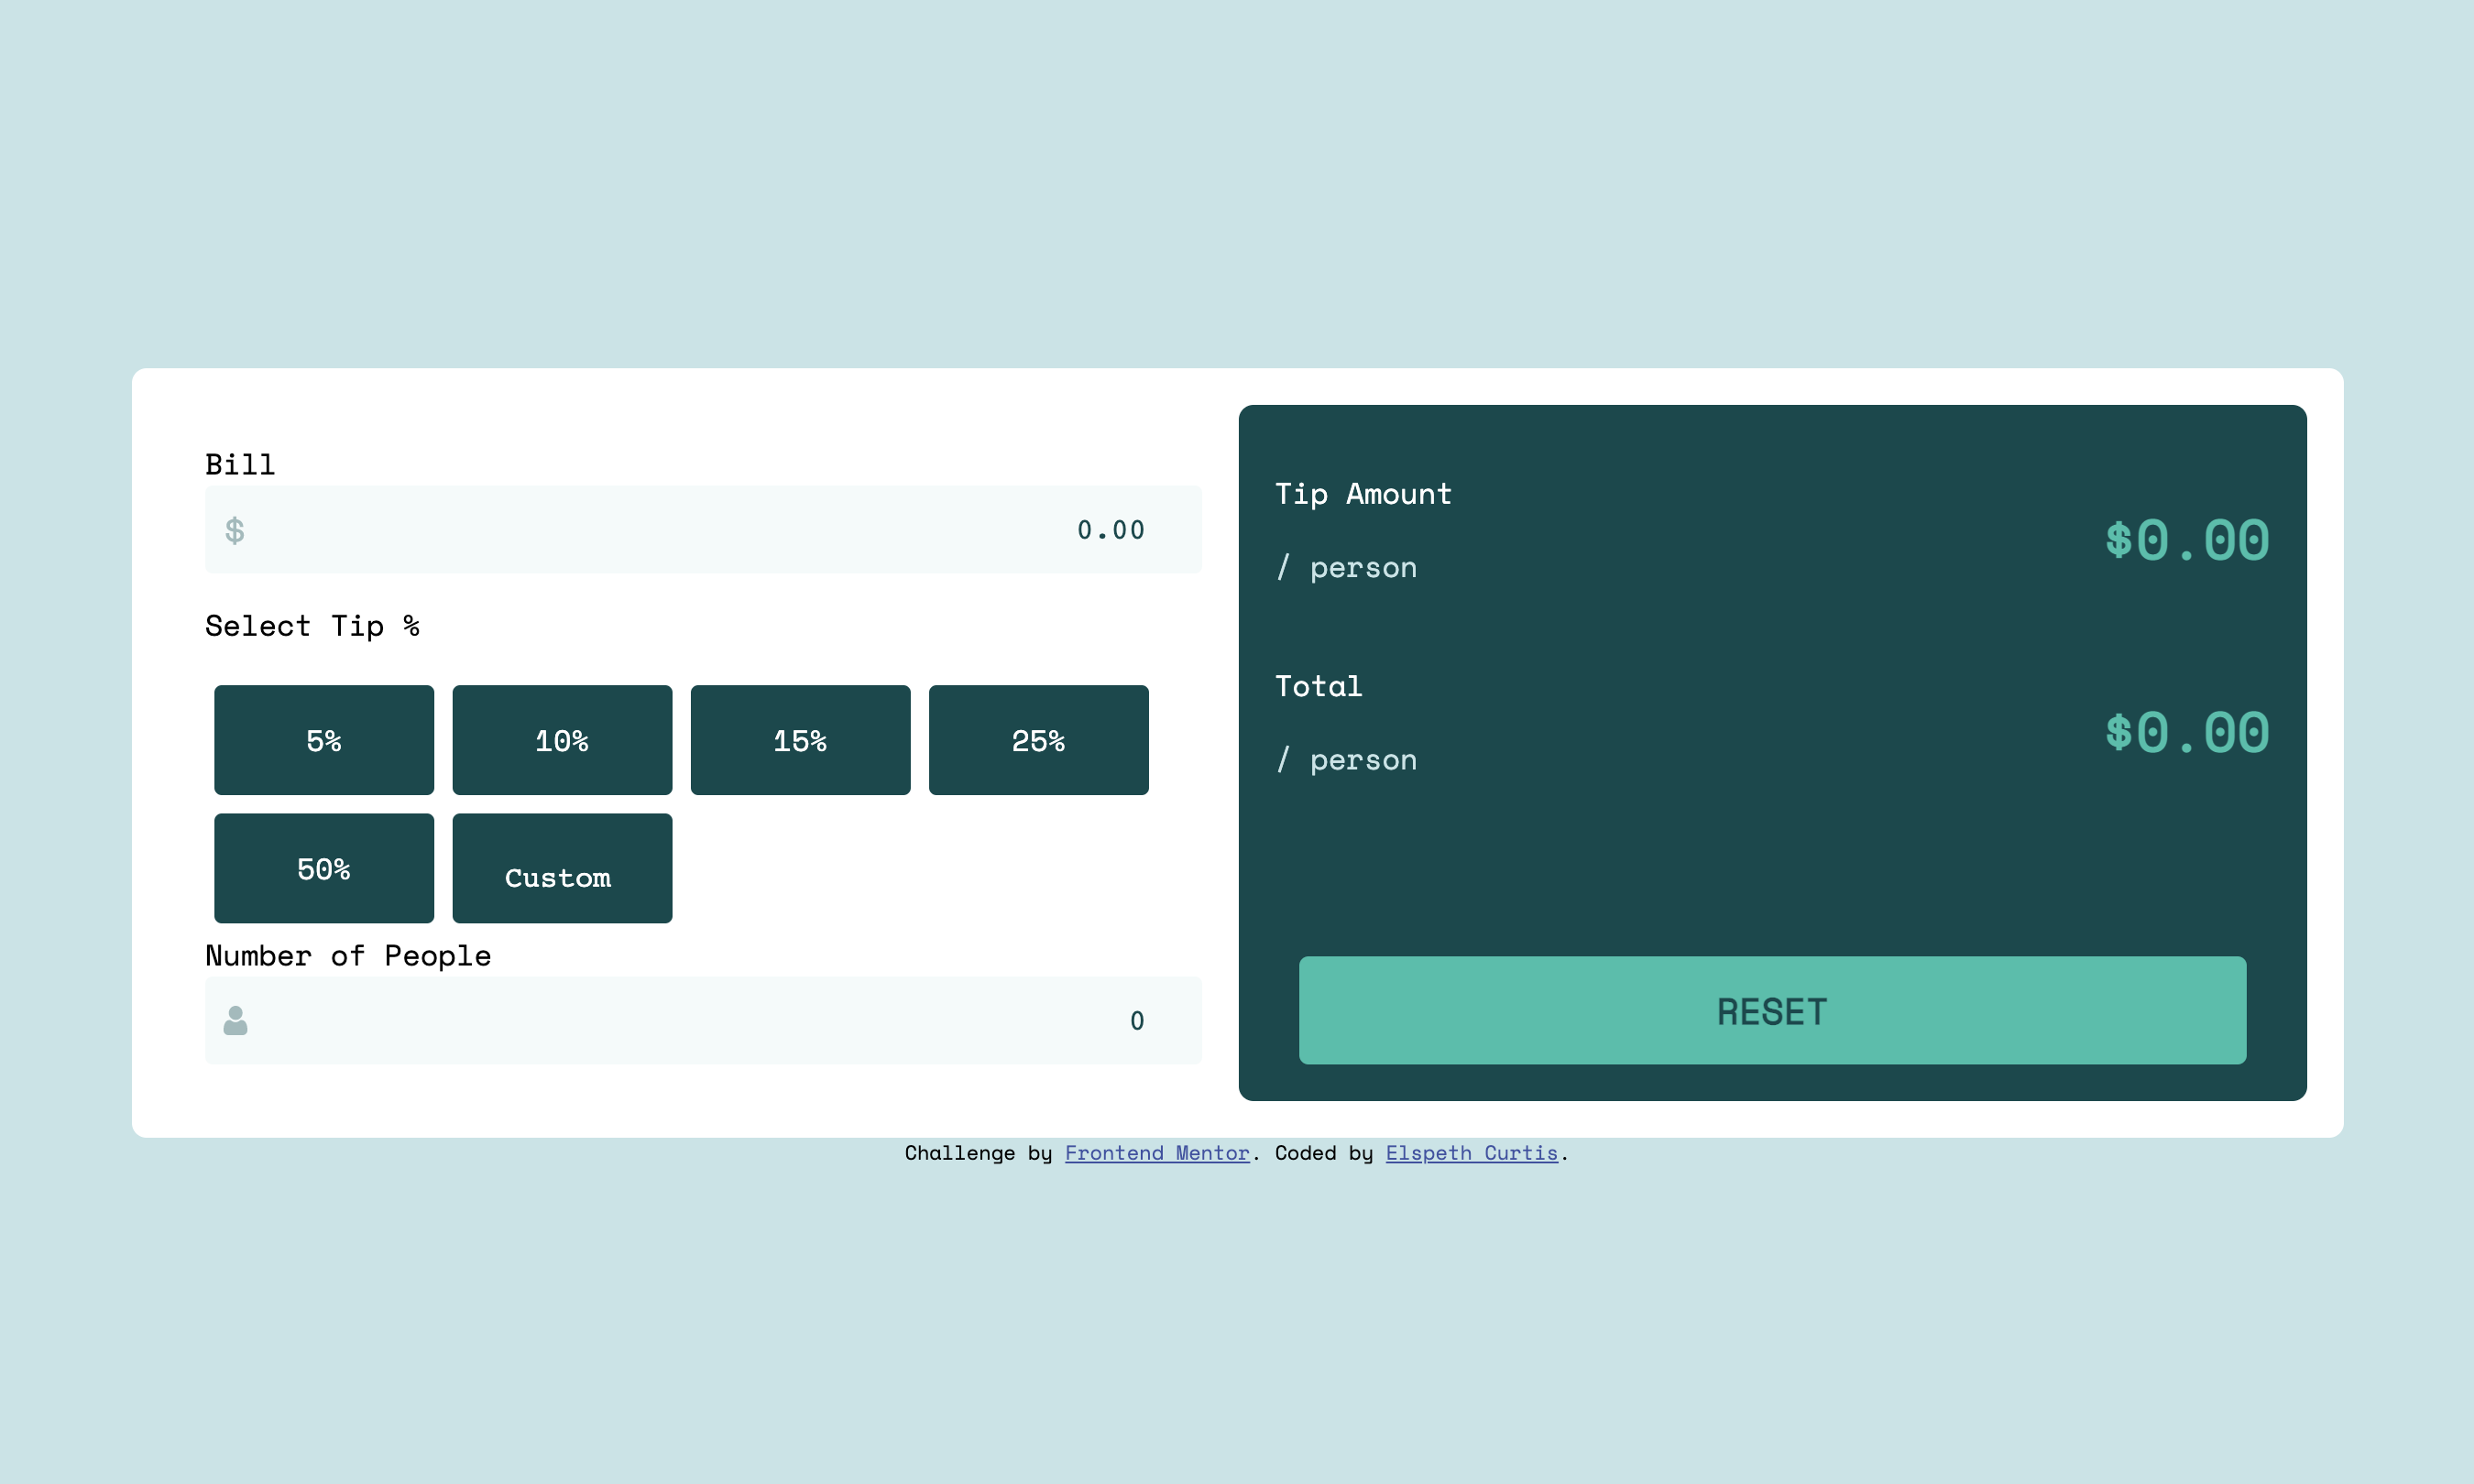 Bill
$ 0.00
Select Tip %
5% 10% 15% 25%
50% Custom
Number of People
0
Tip Amount
/ person
$0.00
Total
/ person
$0.00
RESET
Challenge by Frontend Mentor. Coded by Elspeth Curtis.